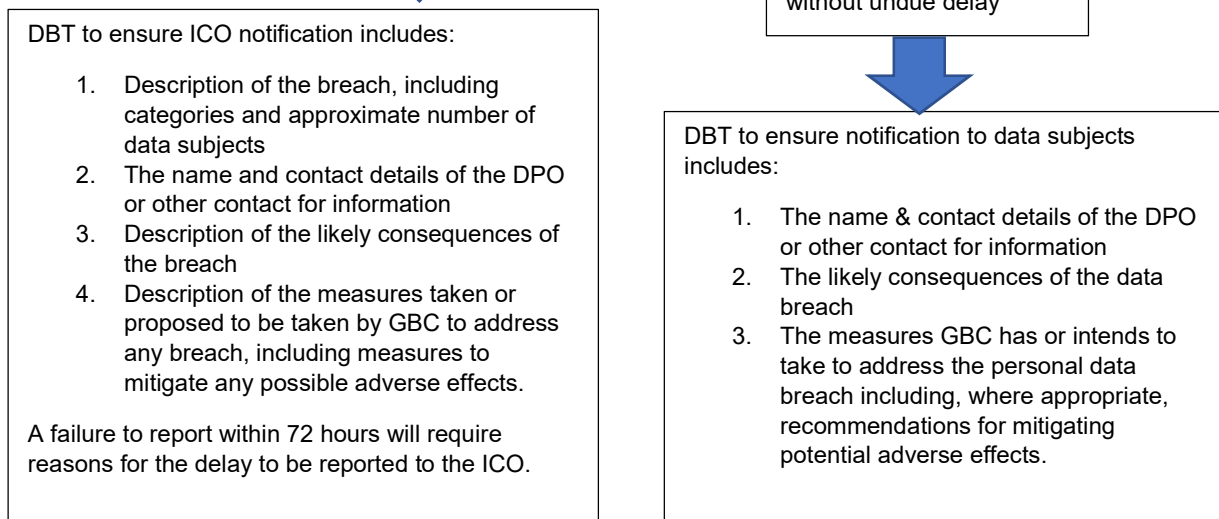 DBT to ensure ICO notification includes:
1. Description of the breach, including
categories and approximate number of
data subjects
2. The name and contact details of the DPO
or other contact for information
3. Description of the likely consequences of
the breach
4. Description of the measures taken or
proposed to be taken by GBC to address
any breach, including measures to
mitigate any possible adverse effects.
A failure to report within 72 hours will require
reasons for the delay to be reported to the ICO.
without undue delay
DBT to ensure notification to data subjects
includes:
1. The name & contact details of the DPO
or other contact for information
2. The likely consequences of the data
breach
3. The measures GBC has or intends to
take to address the personal data
breach including, where appropriate,
recommendations for mitigating
potential adverse effects.